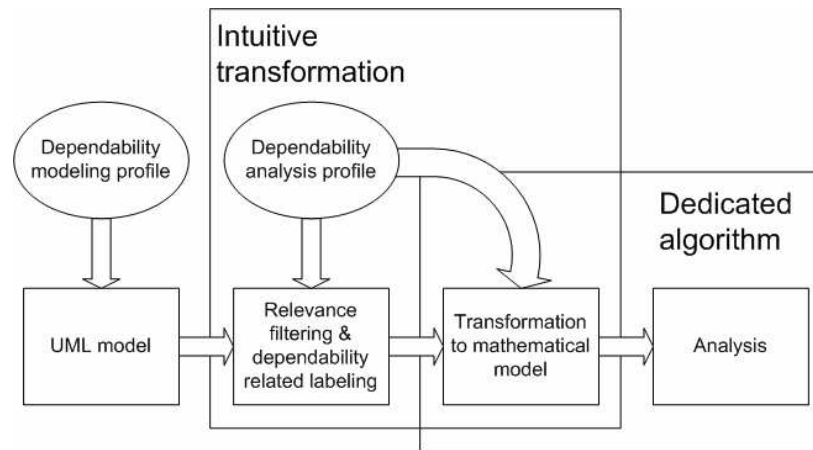 Intuitive
transformation
Dependability
modeling profile
Dependability
analysis profile
Dedicated
algorithm
UML model
Relevance
filtering &
dependability
related labeling
Transformation
to mathematical
model
Analysis